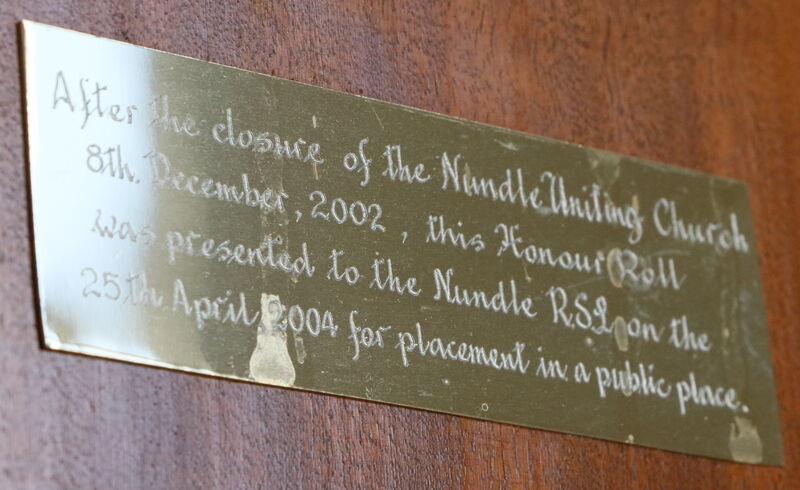 After the closure of the Nundle Uniting Church
8th. December, 2002, this Honour Roll
was presented to the Nundle R.S.L. on the
25th April 2004 for placement in a public place.